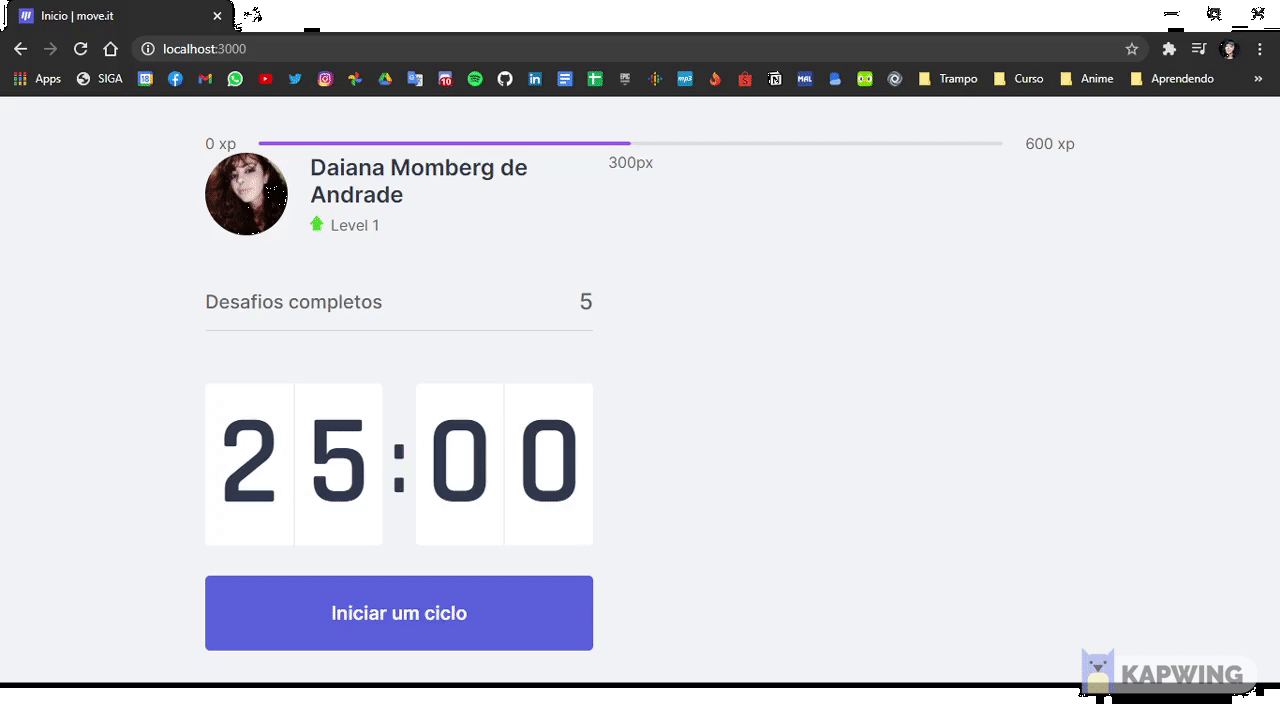 Inicio | move.it
localhost:3000
Apps SIGA Trampo Curso Anime Aprendendo
0 xp 600 xp
300px
Daiana Momberg de
Andrade
Level 1
Desafios completos 5
25:00
Iniciar um ciclo
KAPWING